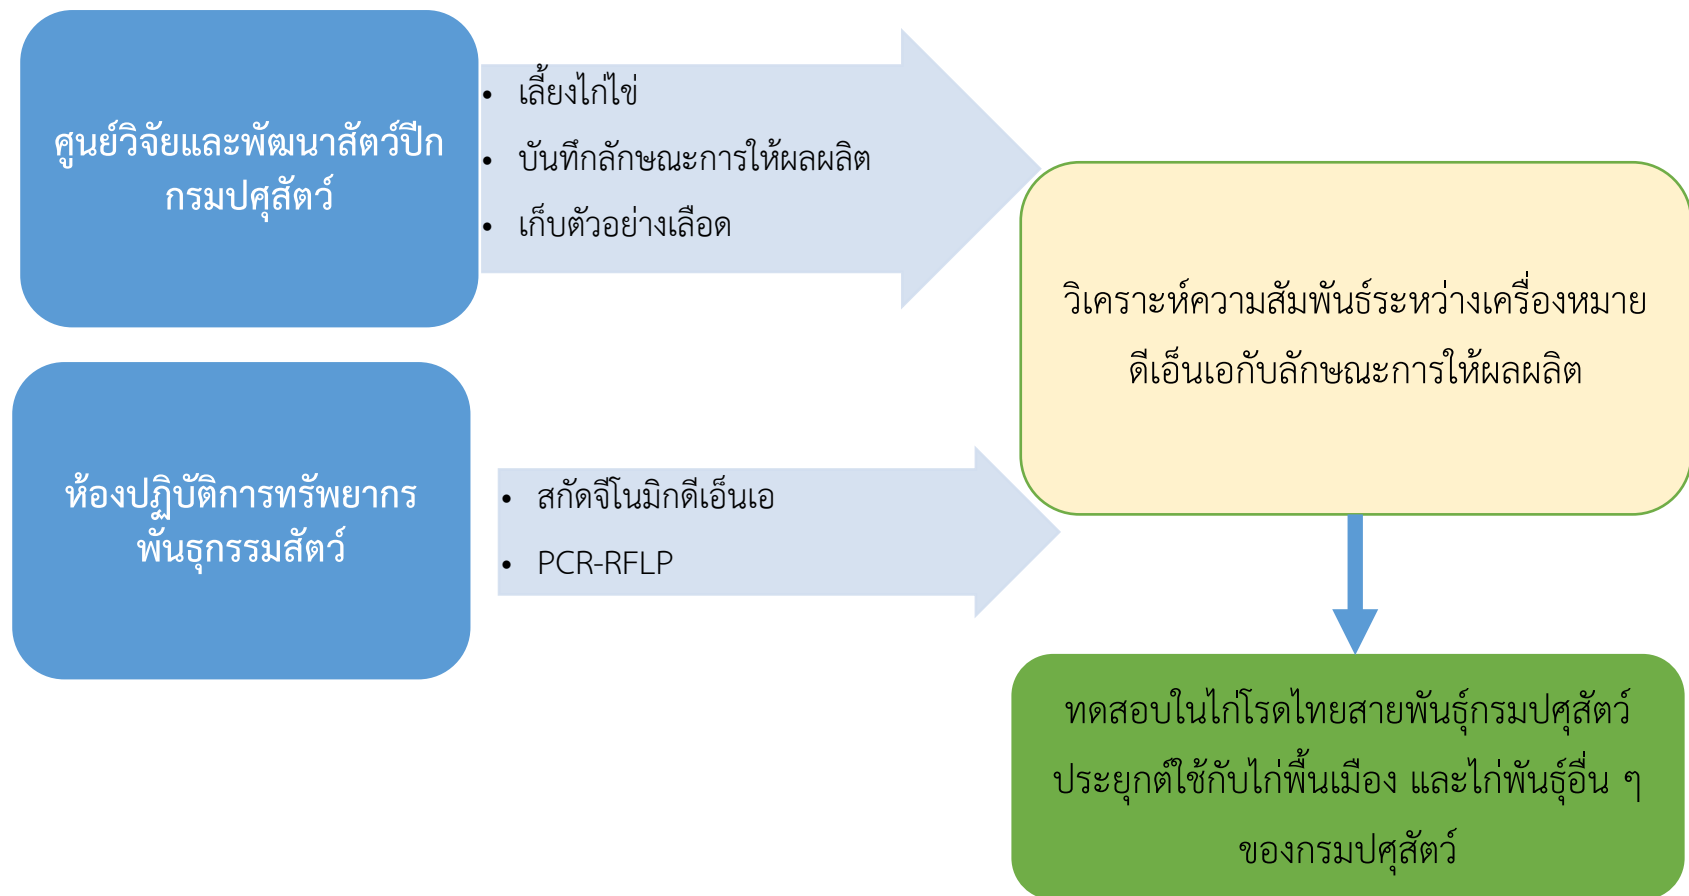 ศูนย์วิจัยและพัฒนาสัตว์ปีก
กรมปศุสัตว์
• เลี้ยงไก่ไข่
• บันทึกลักษณะการให้ผลผลิต
• เก็บตัวอย่างเลือด
ห้องปฏิบัติการทรัพยากร
พันธุกรรมสัตว์
• สกัดจีโนมิกดีเอ็นเอ
• PCR-RFLP
วิเคราะห์ความสัมพันธ์ระหว่างเครื่องหมาย
ดีเอ็นเอกับลักษณะการให้ผลผลิต
ทดสอบในไก่โรดไทยสายพันธุ์กรมปศุสัตว์
ประยุกต์ใช้กับไก่พื้นเมือง และไก่พันธุ์อื่น ๆ
ของกรมปศุสัตว์